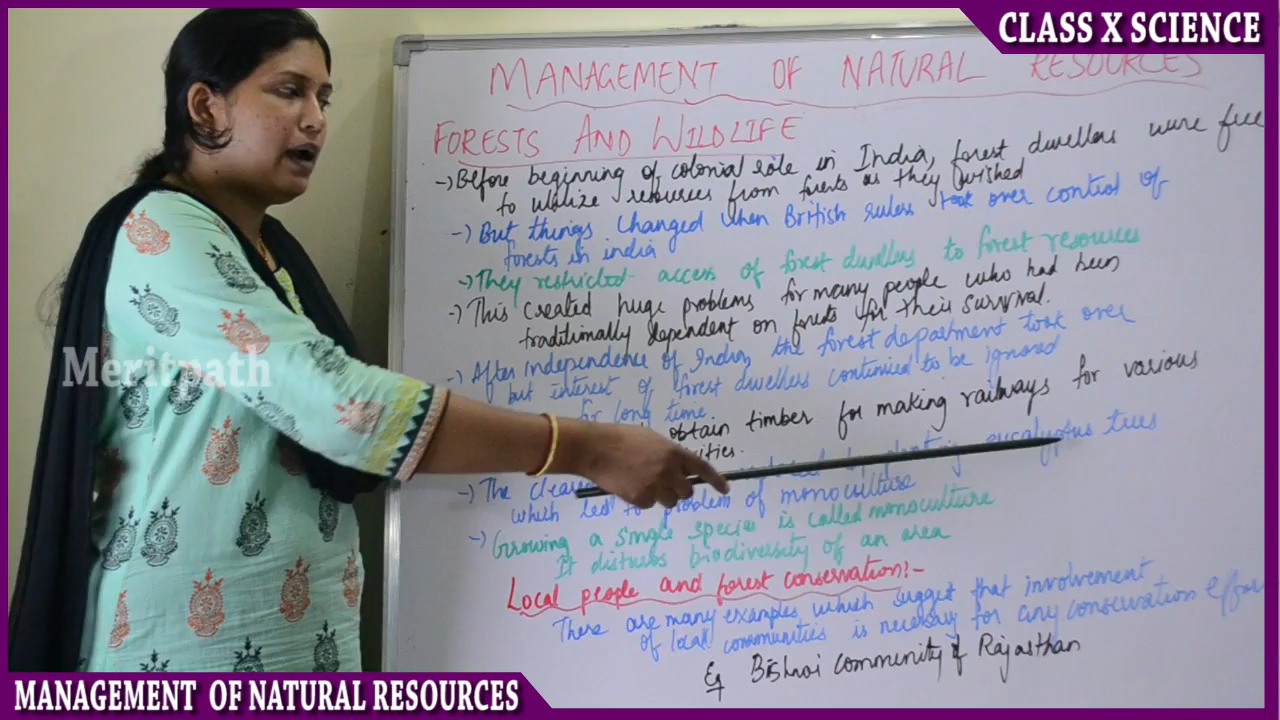 CLASS X SCIENCE
MANAGEMENT OF NATURAL RESOURCES
FORESTS AND WILDLIFE
-) Before beginning of colonial role in India, forest dwellers were free
to utilize resources from forests as they wished
-) But things changed when British rulers took over control of
forests in india
-) They restricted access of forest dwellers to forest resources
-) This created huge problems for many people who had been
traditionally dependent on forests for their survival.
-) After independence of India, the forest department took over
but interest of forest dwellers continued to be ignored
for long time.
obtain timber for making railways for various
-) The by planting eucalyptus trees
which led to problem of monoculture
-) Growing a single species is called monoculture
It disturbs biodiversity of an area
Local people and forest conservation:-
There are many examples which suggest that involvement
of local communities is necessary for any conservation effor
Eg Bishnoi community of Rajasthan
Meritpath
MANAGEMENT OF NATURAL RESOURCES